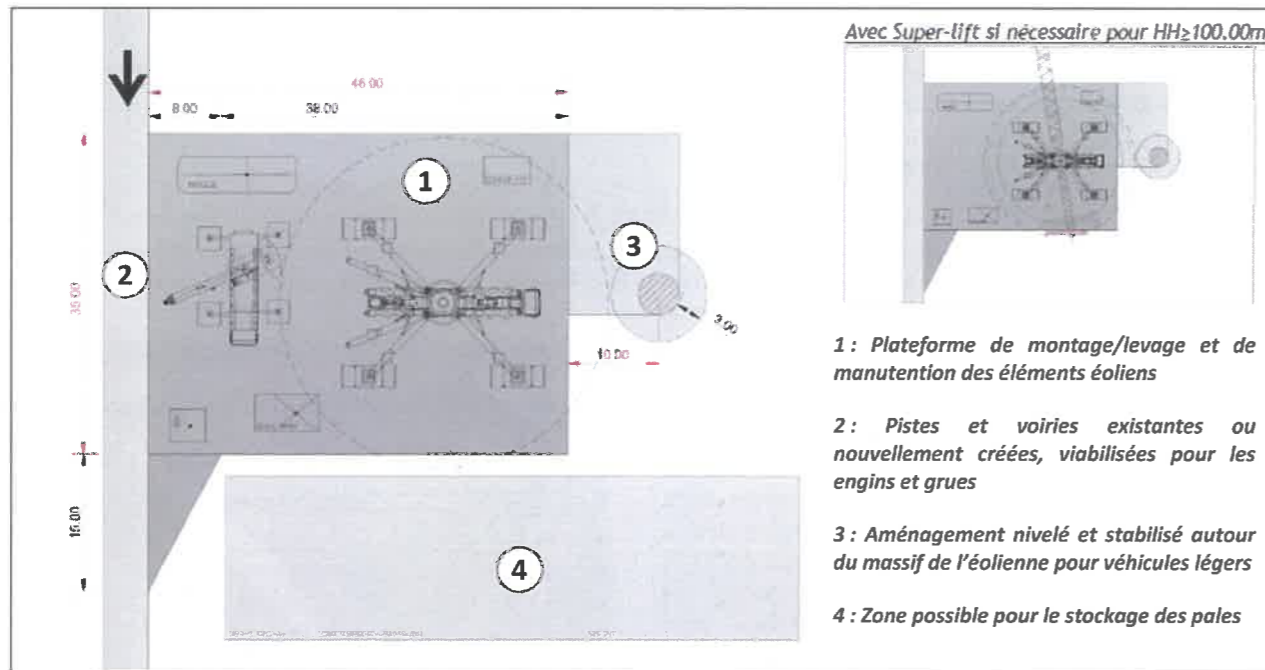 Avec Super-lift si nécessaire pour HH≥100.00m
46.00
8.00
38.00
1
2
35.00
3
3.00
10.00
15.00
4
1 : Plateforme de montage/levage et de
manutention des éléments éoliens
2 : Pistes et voiries existantes ou
nouvellement créées, viabilisées pour les
engins et grues
3 : Aménagement nivelé et stabilisé autour
du massif de l'éolienne pour véhicules légers
4 : Zone possible pour le stockage des pales